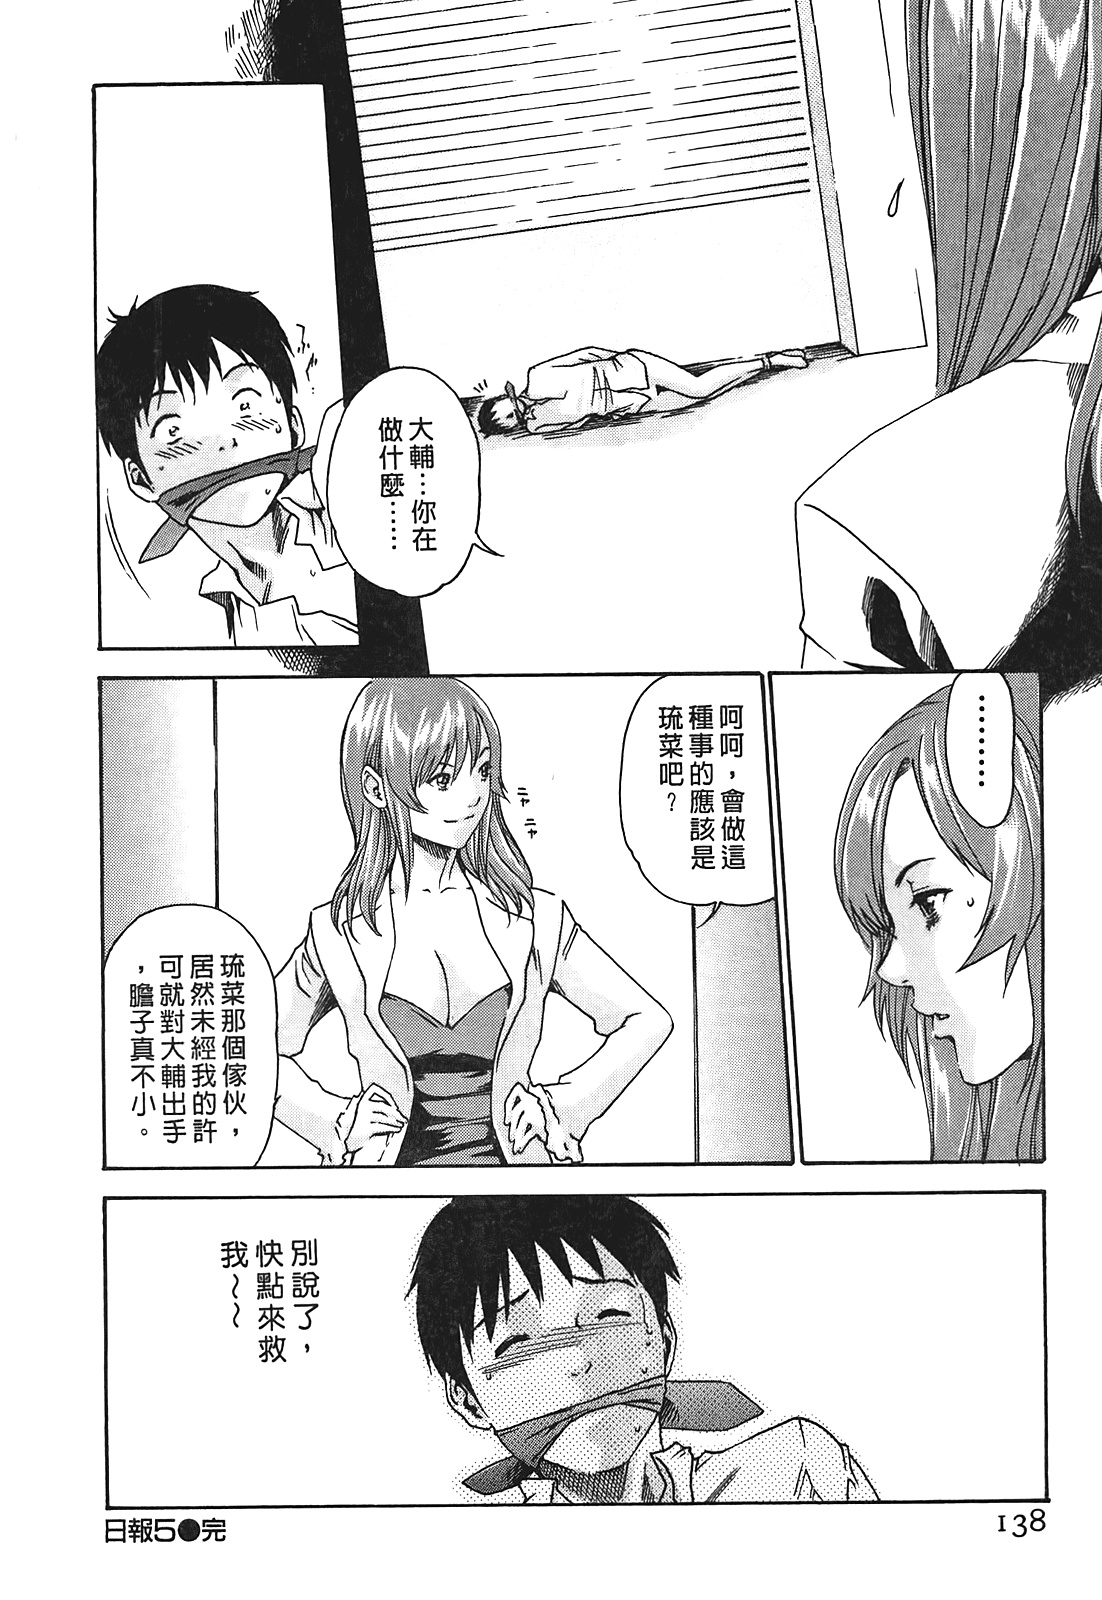 大輔…你在
做什麼……
………
呵呵，會做這
種事的應該是
琉菜吧？
ニヤ
ニヤ
琉菜那個傢伙，
居然未經我的許
可就對大輔出手
，膽子真不小。
別說了，
快點來救
我～～
日報5●完
138